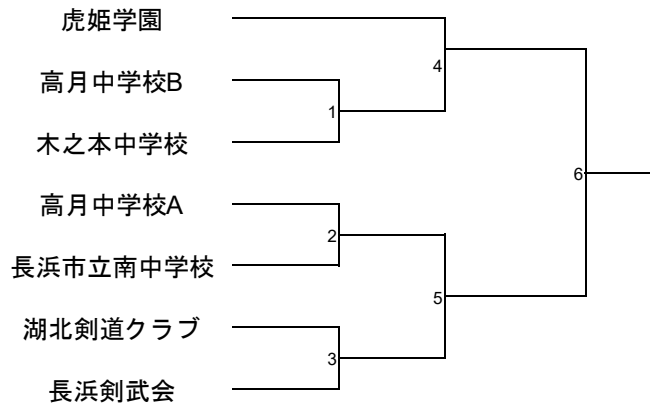 虎姫学園
4
高月中学校B
1
木之本中学校
6
高月中学校A
2
長浜市立南中学校
5
湖北剣道クラブ
3
長浜剣武会